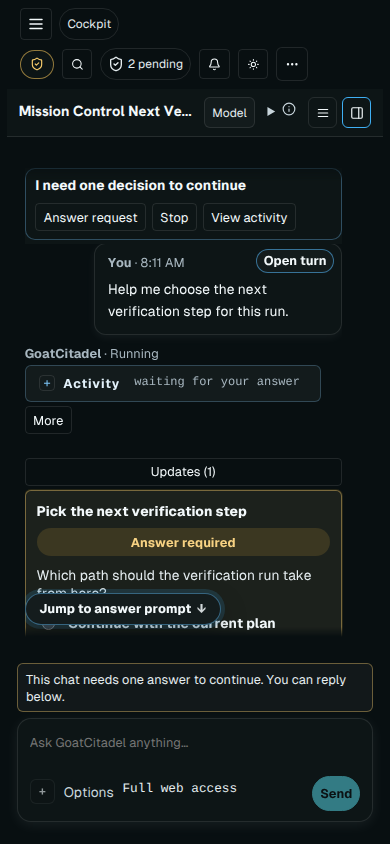 Cockpit
2 pending
Mission Control Next Ve...
Model
I need one decision to continue
Answer request
Stop
View activity
You · 8:11 AM
Open turn
Help me choose the next
verification step for this run.
GoatCitadel · Running
+ Activity waiting for your answer
More
Updates (1)
Pick the next verification step
Answer required
Which path should the verification run take
from here?
Jump to answer prompt ↓
Continue with the current plan
This chat needs one answer to continue. You can reply
below.
Ask GoatCitadel anything...
+ Options Full web access
Send